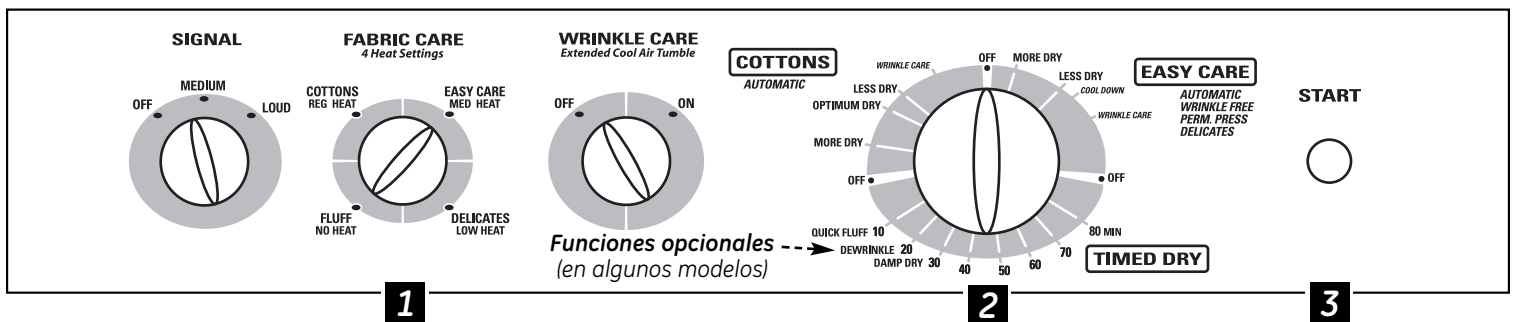 SIGNAL
OFF
MEDIUM
LOUD
FABRIC CARE
4 Heat Settings
COTTONS
REG HEAT
EASY CARE
MED HEAT
FLUFF
NO HEAT
DELICATES
LOW HEAT
WRINKLE CARE
Extended Cool Air Tumble
OFF
ON
Funciones opcionales
(en algunos modelos)
COTTONS
AUTOMATIC
WRINKLE CARE
LESS DRY
OPTIMUM DRY
MORE DRY
OFF
OFF
MORE DRY
LESS DRY
COOL DOWN
WRINKLE CARE
OFF
EASY CARE
AUTOMATIC
WRINKLE FREE
PERM. PRESS
DELICATES
QUICK FLUFF 10
DEWRINKLE 20
DAMP DRY 30
40
50
60
70
80 MIN
TIMED DRY
START
1
2
3